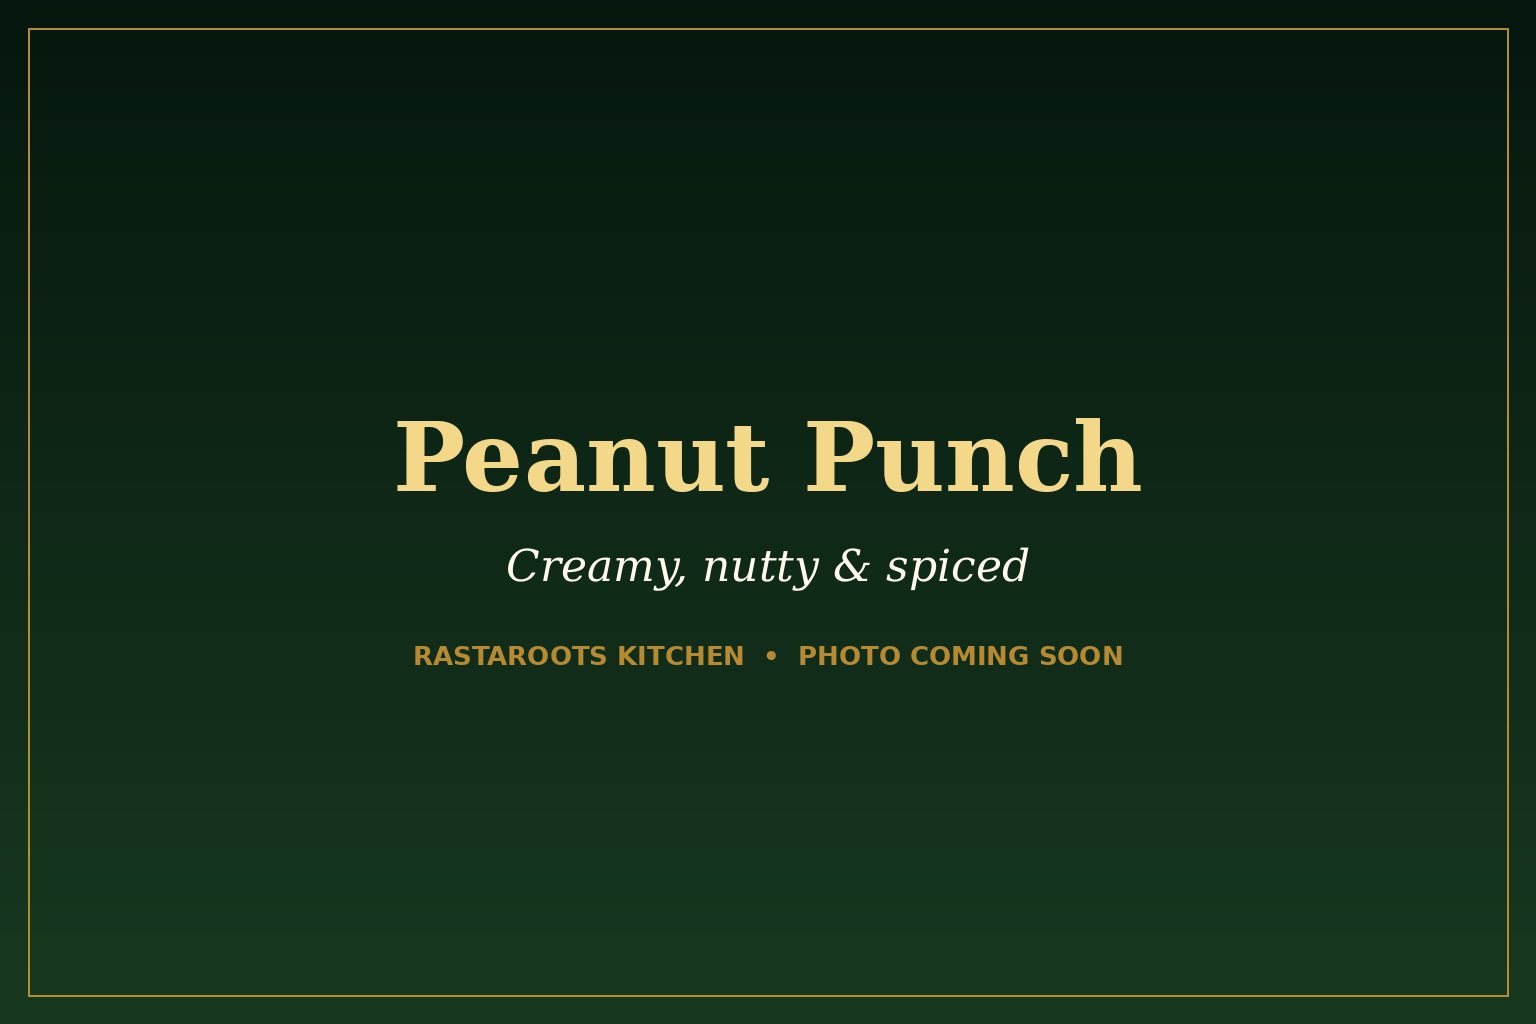 Peanut Punch
Creamy, nutty & spiced
RASTAROOTS KITCHEN • PHOTO COMING SOON